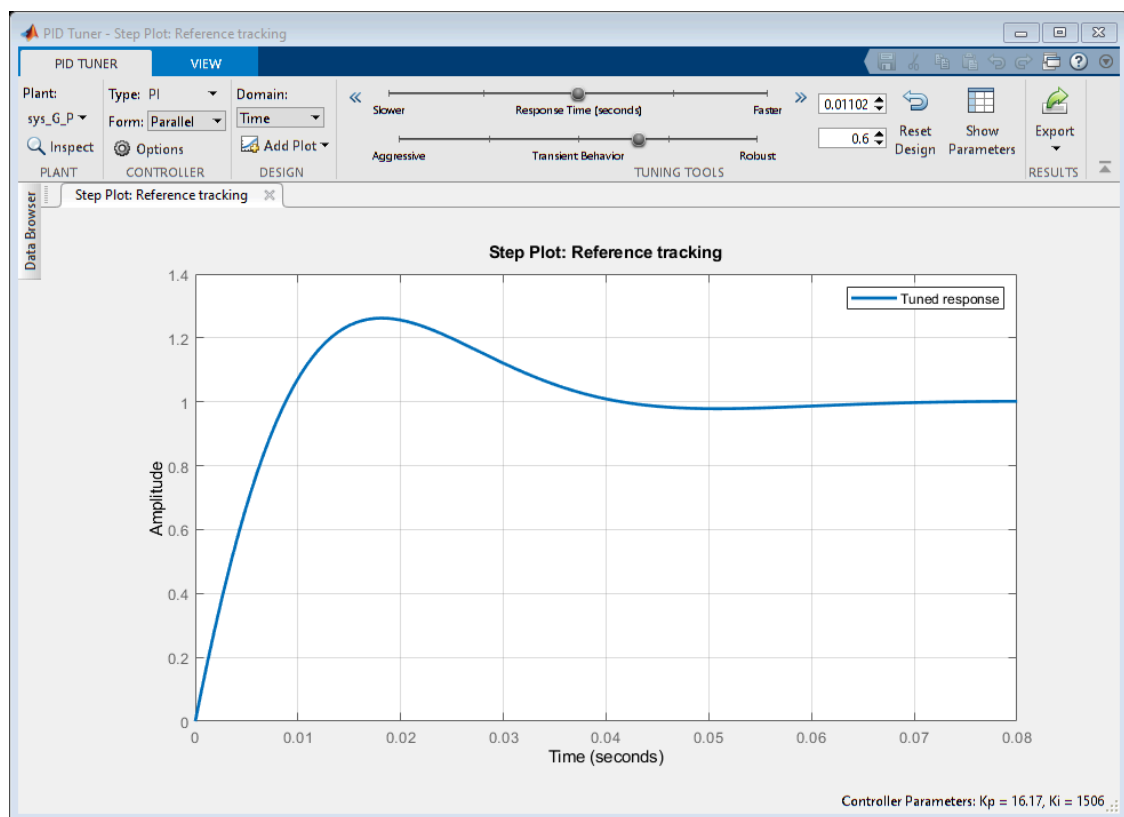 PID Tuner - Step Plot: Reference tracking
PID TUNER VIEW
Plant: Type: PI Domain:
sys_G_P Form: Parallel Time
Inspect Options Add Plot
PLANT CONTROLLER DESIGN
Slower Response Time (seconds) Faster 0.01102
Aggressive Transient Behavior Robust 0.6
TUNING TOOLS
Reset Design
Show Parameters
Export
RESULTS
Data Browser
Step Plot: Reference tracking
Step Plot: Reference tracking
Tuned response
1.4
1.2
1
0.8
0.6
0.4
0.2
0
Amplitude
0 0.01 0.02 0.03 0.04 0.05 0.06 0.07 0.08
Time (seconds)
Controller Parameters: Kp = 16.17, Ki = 1506